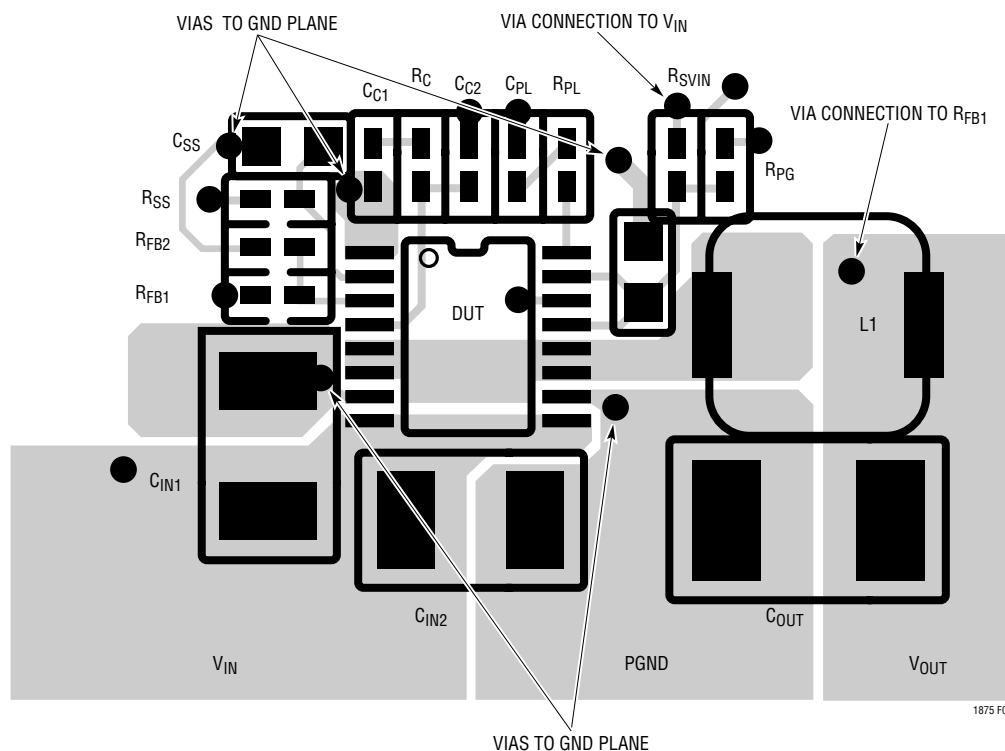 VIAS TO GND PLANE
VIA CONNECTION TO VIN
CC1
RC
CC2
CPL
RPL
RSVIN
VIA CONNECTION TO RFB1
CSS
RPG
RSS
RFB2
RFB1
DUT
L1
CIN1
CIN2
COUT
VIN
PGND
VOUT
1875
VIAS TO GND PLANE